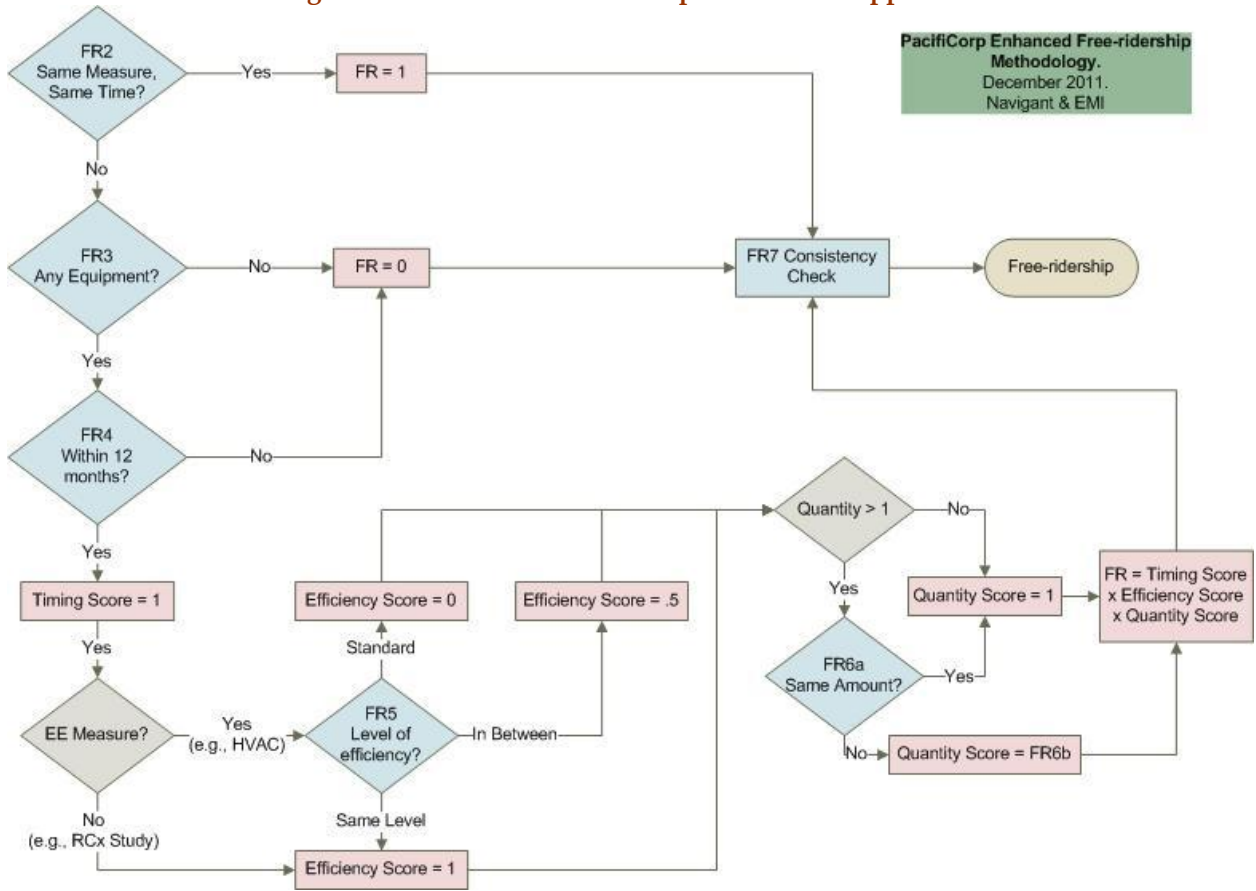 PacifiCorp Enhanced Free-ridership
Methodology.
December 2011.
Navigant & EMI
FR2
Same Measure,
Same Time?
Yes
FR = 1
No
FR3
Any Equipment?
No
FR = 0
FR7 Consistency
Check
Free-ridership
Yes
FR4
Within 12
months?
No
Yes
Timing Score = 1
Yes
EE Measure?
Yes
(e.g., HVAC)
No
(e.g., RCx Study)
FR5
Level of
efficiency?
Standard
Efficiency Score = 0
In Between
Efficiency Score = .5
Same Level
Efficiency Score = 1
Quantity > 1
No
Yes
Quantity Score = 1
FR6a
Same Amount?
Yes
No
Quantity Score = FR6b
FR = Timing Score
x Efficiency Score
x Quantity Score